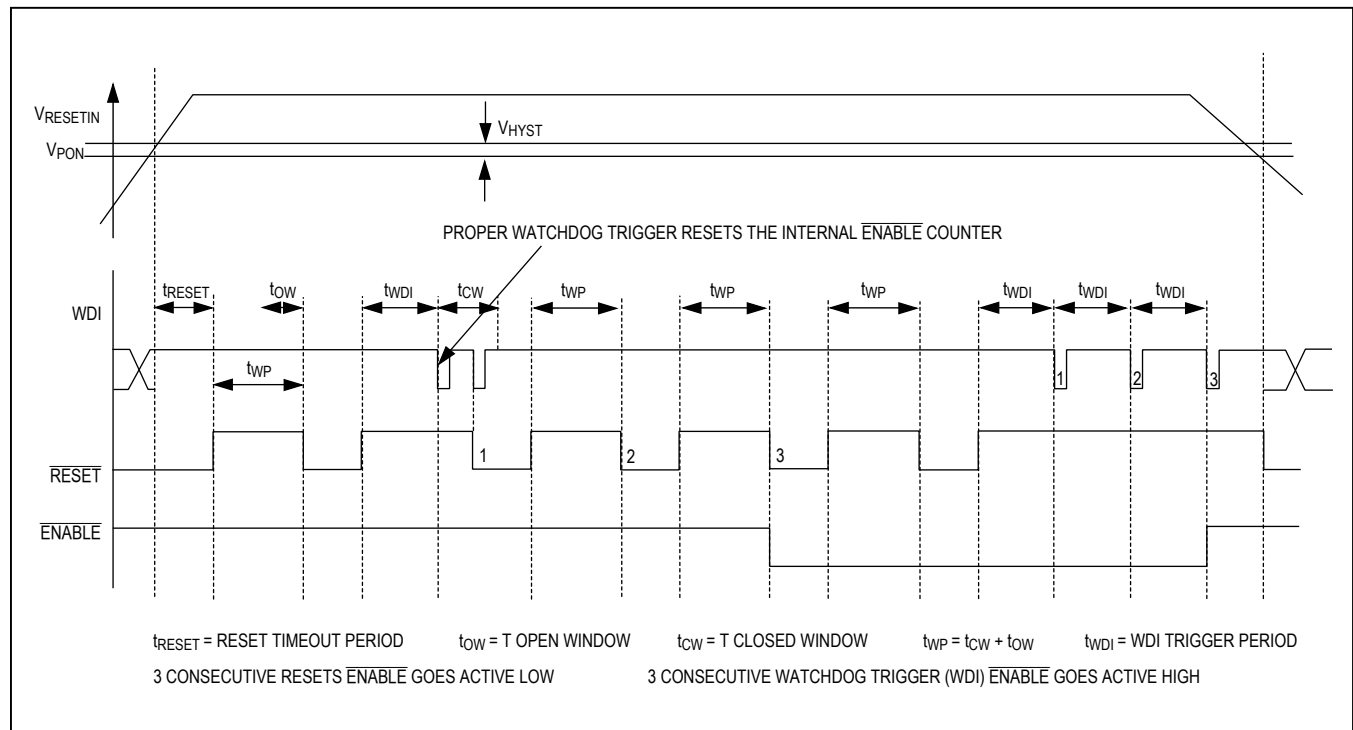 VRESETIN
VHYST
VPON
PROPER WATCHDOG TRIGGER RESETS THE INTERNAL ENABLE COUNTER
tRESET tOW tWDI tCW tWP tWP tWP tWDI tWDI tWDI
WDI
tWP
1 2 3
1 2 3
RESET
ENABLE
tRESET = RESET TIMEOUT PERIOD tOW = T OPEN WINDOW tCW = T CLOSED WINDOW tWP = tCW + tOW tWDI = WDI TRIGGER PERIOD
3 CONSECUTIVE RESETS ENABLE GOES ACTIVE LOW 3 CONSECUTIVE WATCHDOG TRIGGER (WDI) ENABLE GOES ACTIVE HIGH